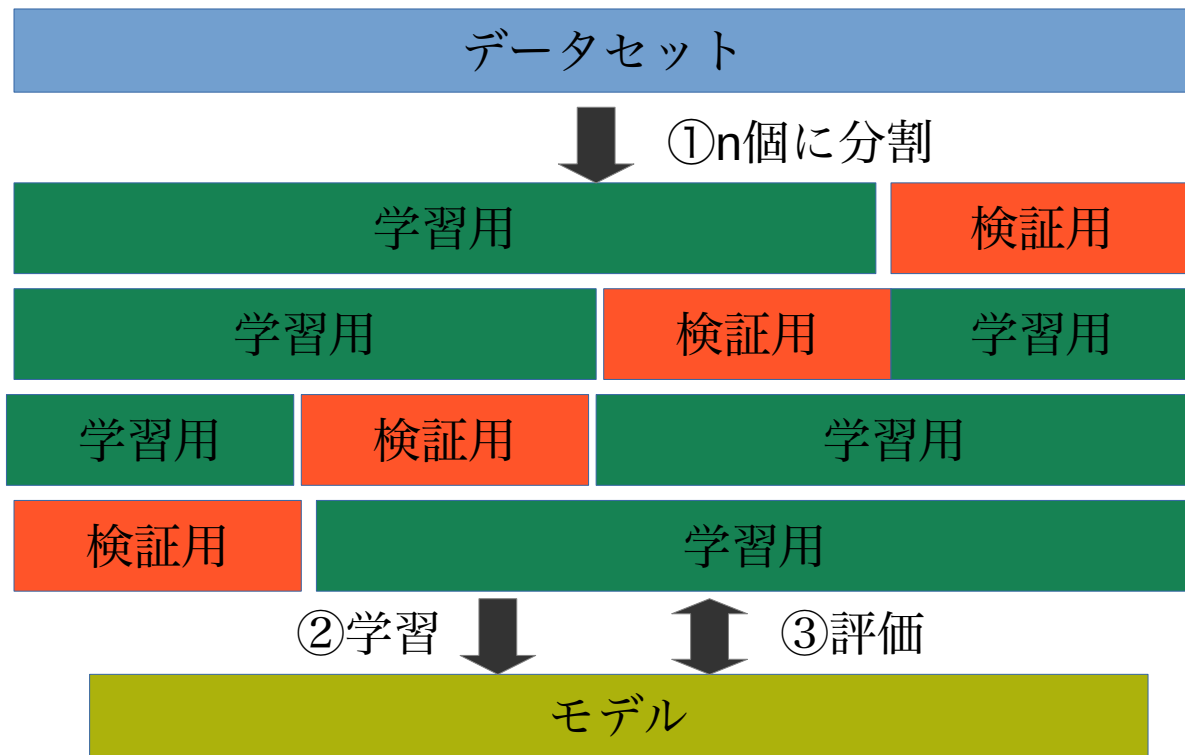 データセット
①n個に分割
学習用 検証用
学習用 検証用 学習用
学習用 検証用 学習用
検証用 学習用
②学習 ③評価
モデル